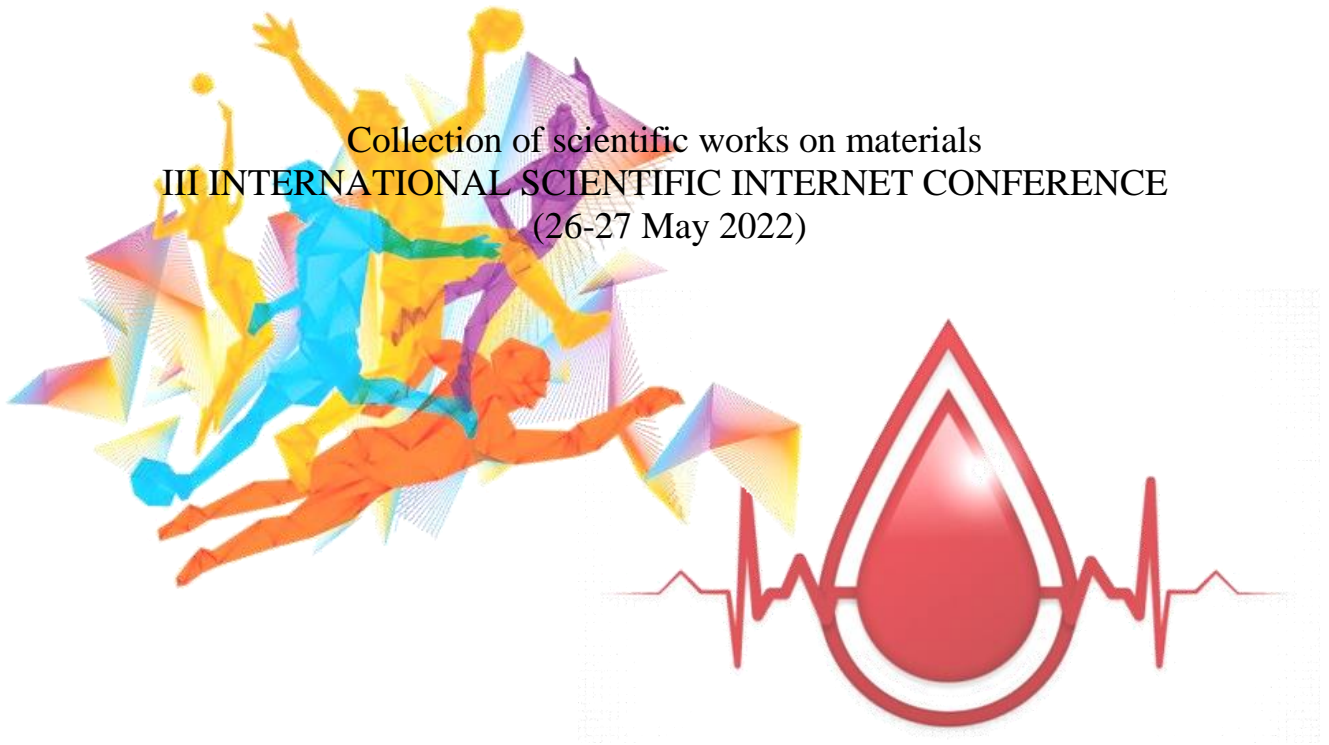 Collection of scientific works on materials
III INTERNATIONAL SCIENTIFIC INTERNET CONFERENCE
(26-27 May 2022)